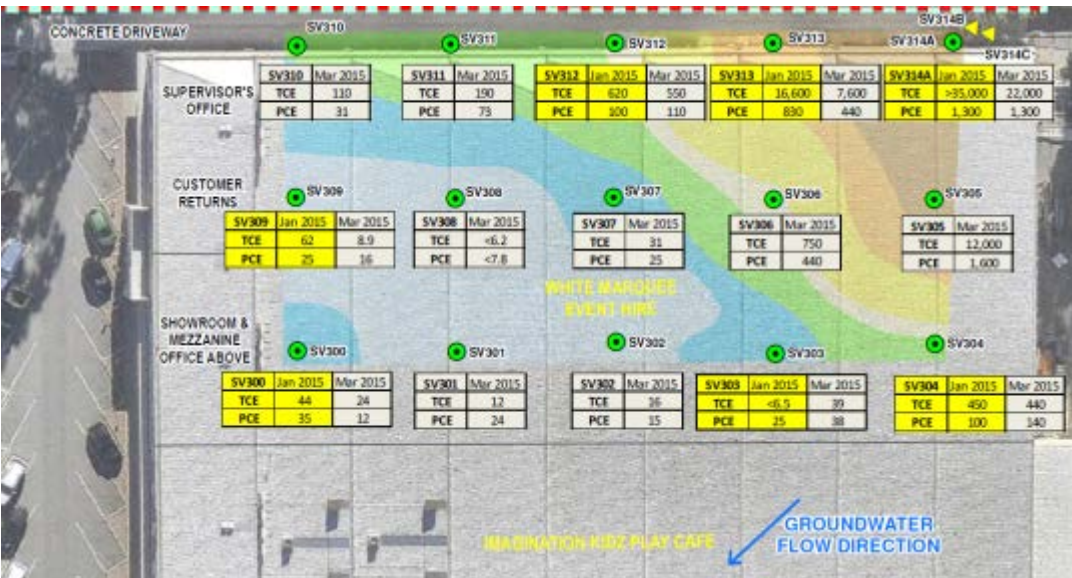 SV314B
CONCRETE DRIVEWAY
SV310
SV311
SV312
SV313
SV314A
SV314C
SUPERVISOR'S
OFFICE
SV310 Mar 2015
TCE 110
PCE 31
SV311 Mar 2015
TCE 190
PCE 73
SV312 Jan 2015 Mar 2015
TCE 620 550
PCE 100 110
SV313 Jan 2015 Mar 2015
TCE 16,600 7,600
PCE 830 440
SV314A Jan 2015 Mar 2015
TCE >35,000 22,000
PCE 1,300 1,300
CUSTOMER
RETURNS
SV309
SV308
SV307
SV306
SV305
SV309 Jan 2015 Mar 2015
TCE 62 8.9
PCE 25 16
SV308 Mar 2015
TCE <6.2
PCE <7.8
SV307 Mar 2015
TCE 31
PCE 25
SV306 Mar 2015
TCE 750
PCE 440
SV305 Mar 2015
TCE 12,000
PCE 1,600
WHITE MARQUEE
EVENT HIRE
SHOWROOM &
MEZZANINE
OFFICE ABOVE
SV300
SV301
SV302
SV303
SV304
SV300 Jan 2015 Mar 2015
TCE 44 24
PCE 35 12
SV301 Mar 2015
TCE 12
PCE 24
SV302 Mar 2015
TCE 16
PCE 15
SV303 Jan 2015 Mar 2015
TCE <6.5 39
PCE 25 38
SV304 Jan 2015 Mar 2015
TCE 450 440
PCE 100 140
IMAGINATION KIDZ PLAY CAFE
GROUNDWATER
FLOW DIRECTION